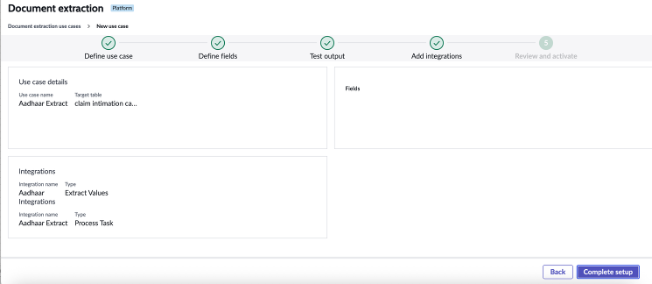 Document extraction Platform
Document extraction use cases > New use case
Define use case Define fields Test output Add integrations 5 Review and activate
Use case details
Use case name Target table
Aadhaar Extract claim intimation ca...
Fields
Integrations
Integration name Type
Aadhaar Integrations Extract Values
Integration name Type
Aadhaar Extract Process Task
Back Complete setup